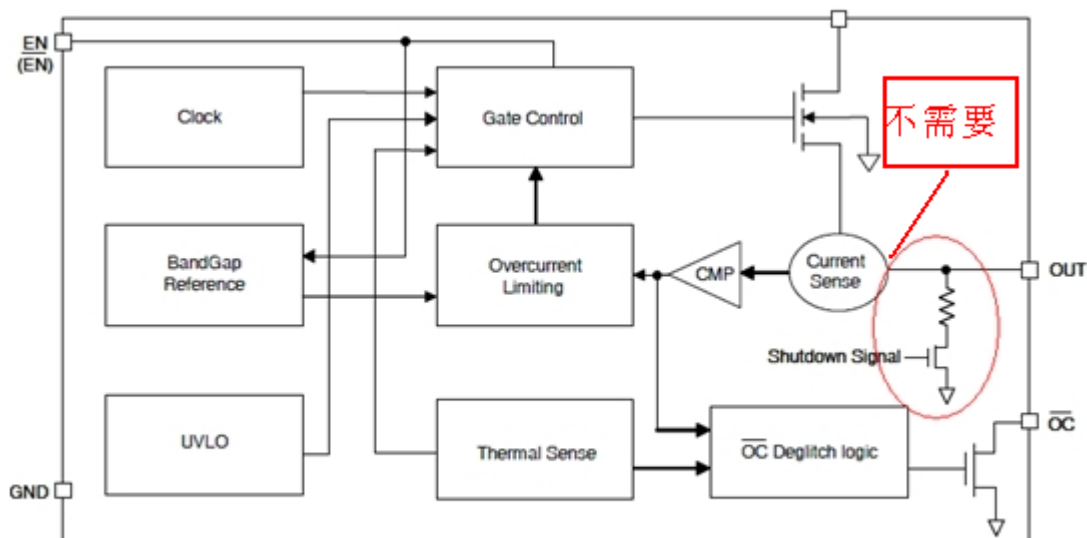 EN
(EN)
Clock
Gate Control
不需要
BandGap
Reference
Overcurrent
Limiting
CMP
Current
Sense
OUT
Shutdown Signal
UVLO
Thermal Sense
OC Deglitch logic
OC
GND